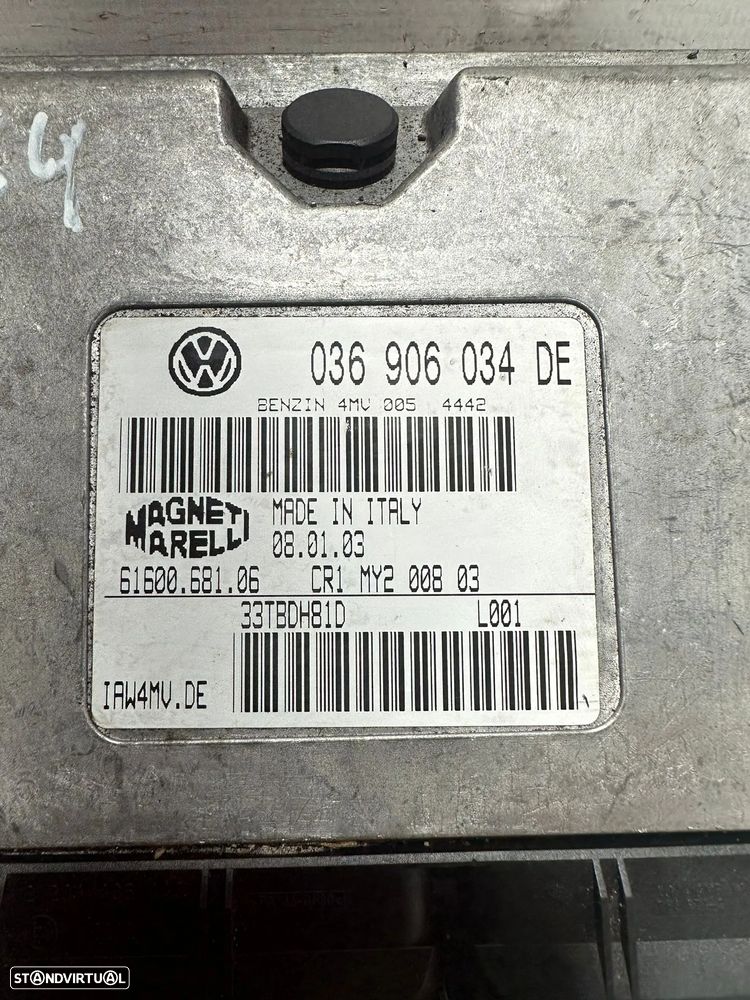 036 906 034 DE
BENZIN 4MV 005 4442
MAGNETI MARELLI
MADE IN ITALY
08.01.03
61600.681.06 CR1 MY2 008 03
33TBDH81D L001
IAW4MV.DE
STANDVIRTUAL